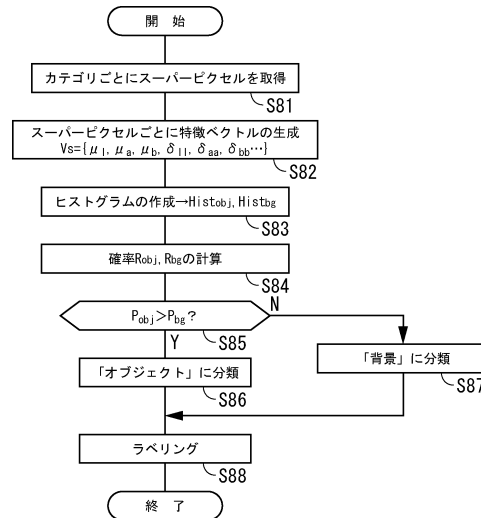 開 始
カテゴリごとにスーパーピクセルを取得
S81
スーパーピクセルごとに特徴ベクトルの生成
Vs={μl, μa, μb, δll, δaa, δbb…}
S82
ヒストグラムの作成→Histobj, Histbg
S83
確率Robj, Rbgの計算
S84
Pobj>Pbg?
N
S85
Y
「オブジェクト」に分類
S86
「背景」に分類
S87
ラベリング
S88
終 了